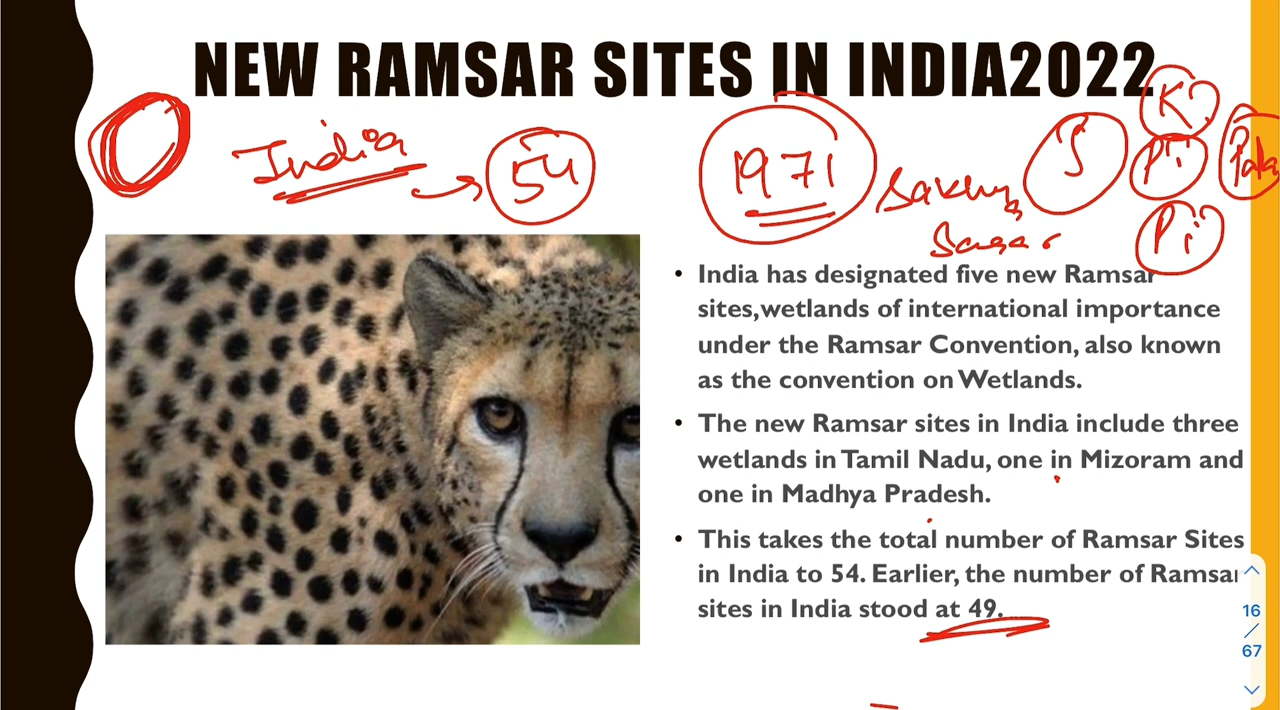 NEW RAMSAR SITES IN INDIA2022
K.
India
54
1971
S
Pi
Pala
Sakhy
Sagar
Pi
• India has designated five new Ramsar
sites,wetlands of international importance
under the Ramsar Convention, also known
as the convention on Wetlands.
• The new Ramsar sites in India include three
wetlands in Tamil Nadu, one in Mizoram and
one in Madhya Pradesh.
• This takes the total number of Ramsar Sites
in India to 54. Earlier, the number of Ramsar
sites in India stood at 49.
16
/
67